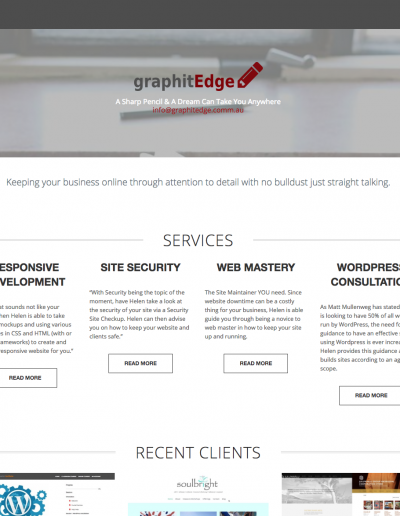 graphitEdge
A Sharp Pencil & A Dream Can Take You Anywhere
info@graphitedge.comm.au
Keeping your business online through attention to detail with no bulldust just straight talking.
SERVICES
ESPONSIVE
VELOPMENT
at sounds not like your
hen Helen is able to take
mockups and using various
es in CSS and HTML (with or
ameworks) to create and
responsive website for you."
READ MORE
SITE SECURITY
"With Security being the topic of the
moment, have Helen take a look at
the security of your site via a Security
Site Checkup. Helen can then advise
you on how to keep your website and
clients safe."
READ MORE
WEB MASTERY
The Site Maintainer YOU need. Since
website downtime can be a costly
thing for your business, Helen is able
guide you through being a novice to
web master in how to keep your site
up and running.
READ MORE
WORDPRESS
CONSULTATIO
As Matt Mullenweg has stated
is looking to have 50% of all w
run by WordPress, the need fo
guidance to have an effective s
using Wordpress is ever increa
Helen provides this guidance a
builds sites according to an ag
scope.
READ MORE
RECENT CLIENTS
soulbright